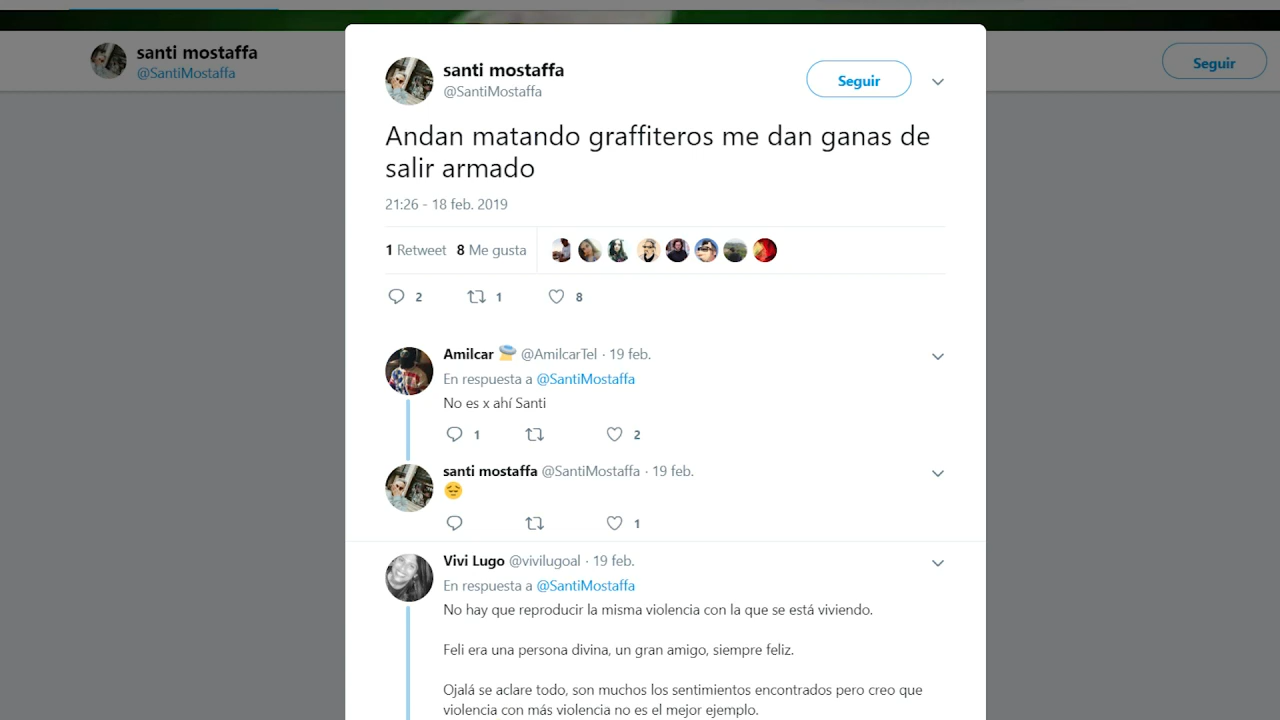 santi mostaffa
@SantiMostaffa
Seguir
santi mostaffa
@SantiMostaffa
Seguir
Andan matando graffiteros me dan ganas de
salir armado
21:26 - 18 feb. 2019
1 Retweet 8 Me gusta
2 1 8
Amilcar @AmilcarTel · 19 feb.
En respuesta a @SantiMostaffa
No es x ahí Santi
1 2
santi mostaffa @SantiMostaffa · 19 feb.
1
Vivi Lugo @vivilugoal · 19 feb.
En respuesta a @SantiMostaffa
No hay que reproducir la misma violencia con la que se está viviendo.
Feli era una persona divina, un gran amigo, siempre feliz.
Ojalá se aclare todo, son muchos los sentimientos encontrados pero creo que
violencia con más violencia no es el mejor ejemplo.